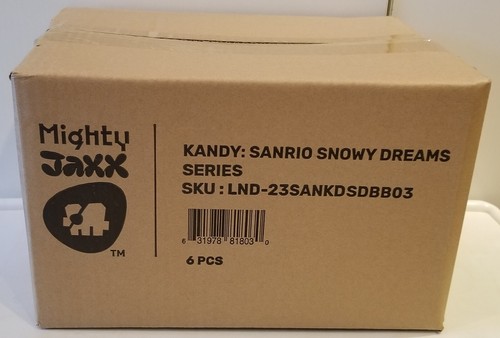 Mighty
Jaxx
TM
KANDY: SANRIO SNOWY DREAMS
SERIES
SKU : LND-23SANKDSDBB03
6 31978 81803 0
6 PCS